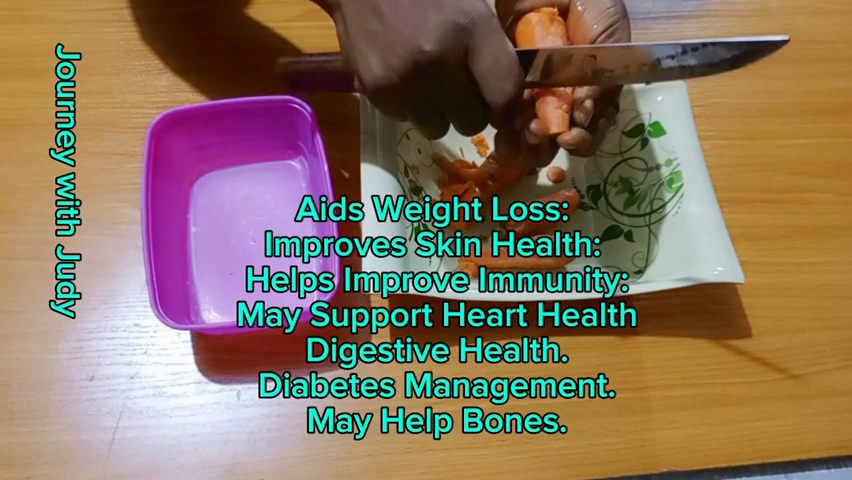 Journey with Judy
Aids Weight Loss:
Improves Skin Health:
Helps Improve Immunity:
May Support Heart Health
Digestive Health.
Diabetes Management.
May Help Bones.